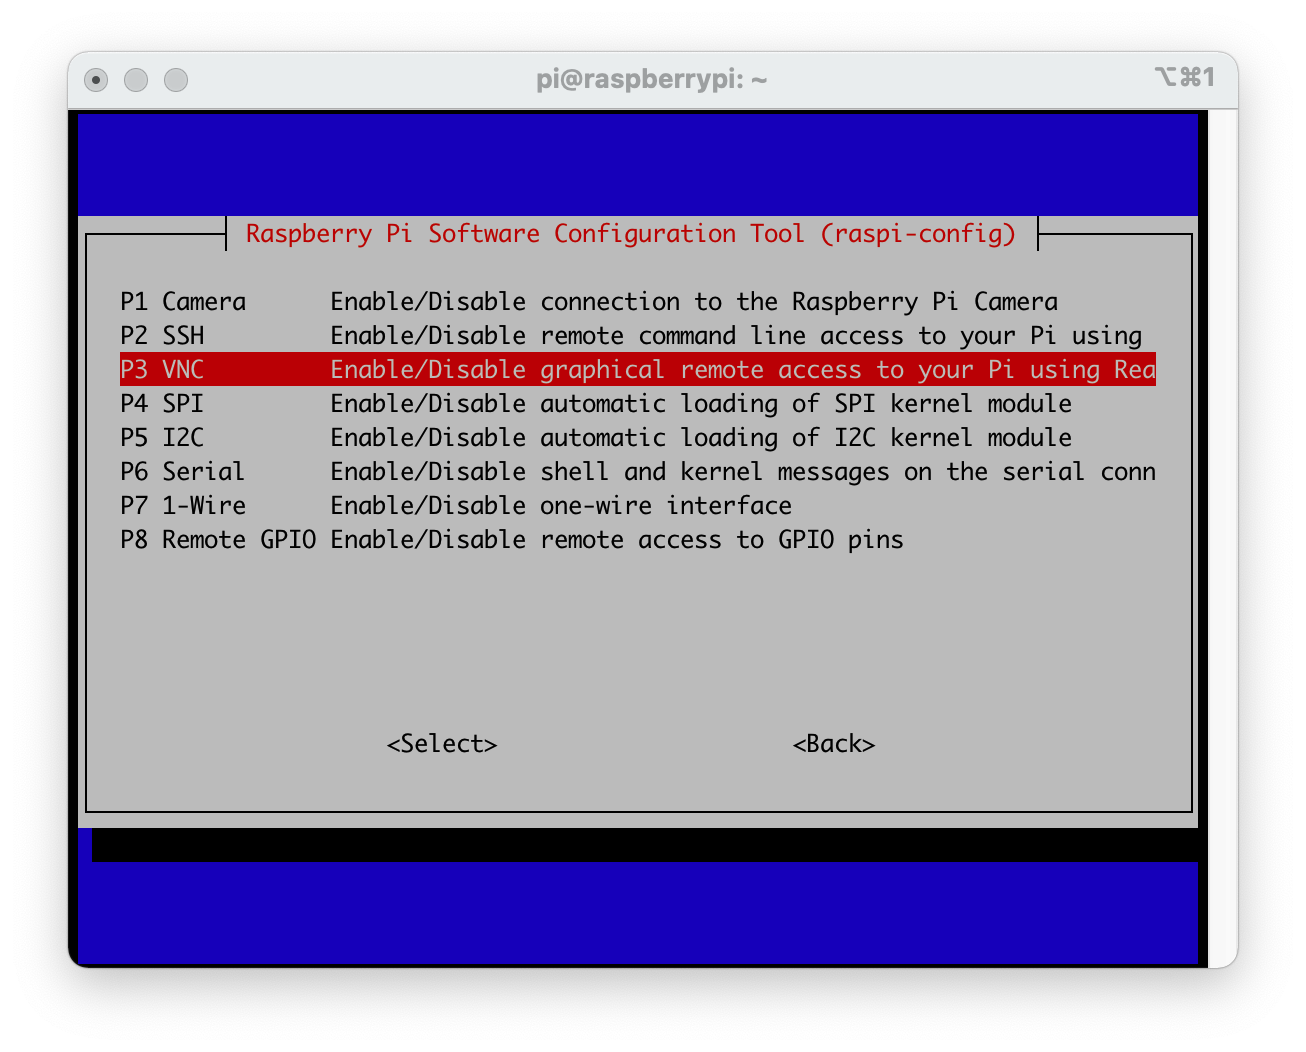 pi@raspberrypi: ~
⌥⌘1
Raspberry Pi Software Configuration Tool (raspi-config)
P1 Camera Enable/Disable connection to the Raspberry Pi Camera
P2 SSH Enable/Disable remote command line access to your Pi using
P3 VNC Enable/Disable graphical remote access to your Pi using Rea
P4 SPI Enable/Disable automatic loading of SPI kernel module
P5 I2C Enable/Disable automatic loading of I2C kernel module
P6 Serial Enable/Disable shell and kernel messages on the serial conn
P7 1-Wire Enable/Disable one-wire interface
P8 Remote GPIO Enable/Disable remote access to GPIO pins
<Select> <Back>